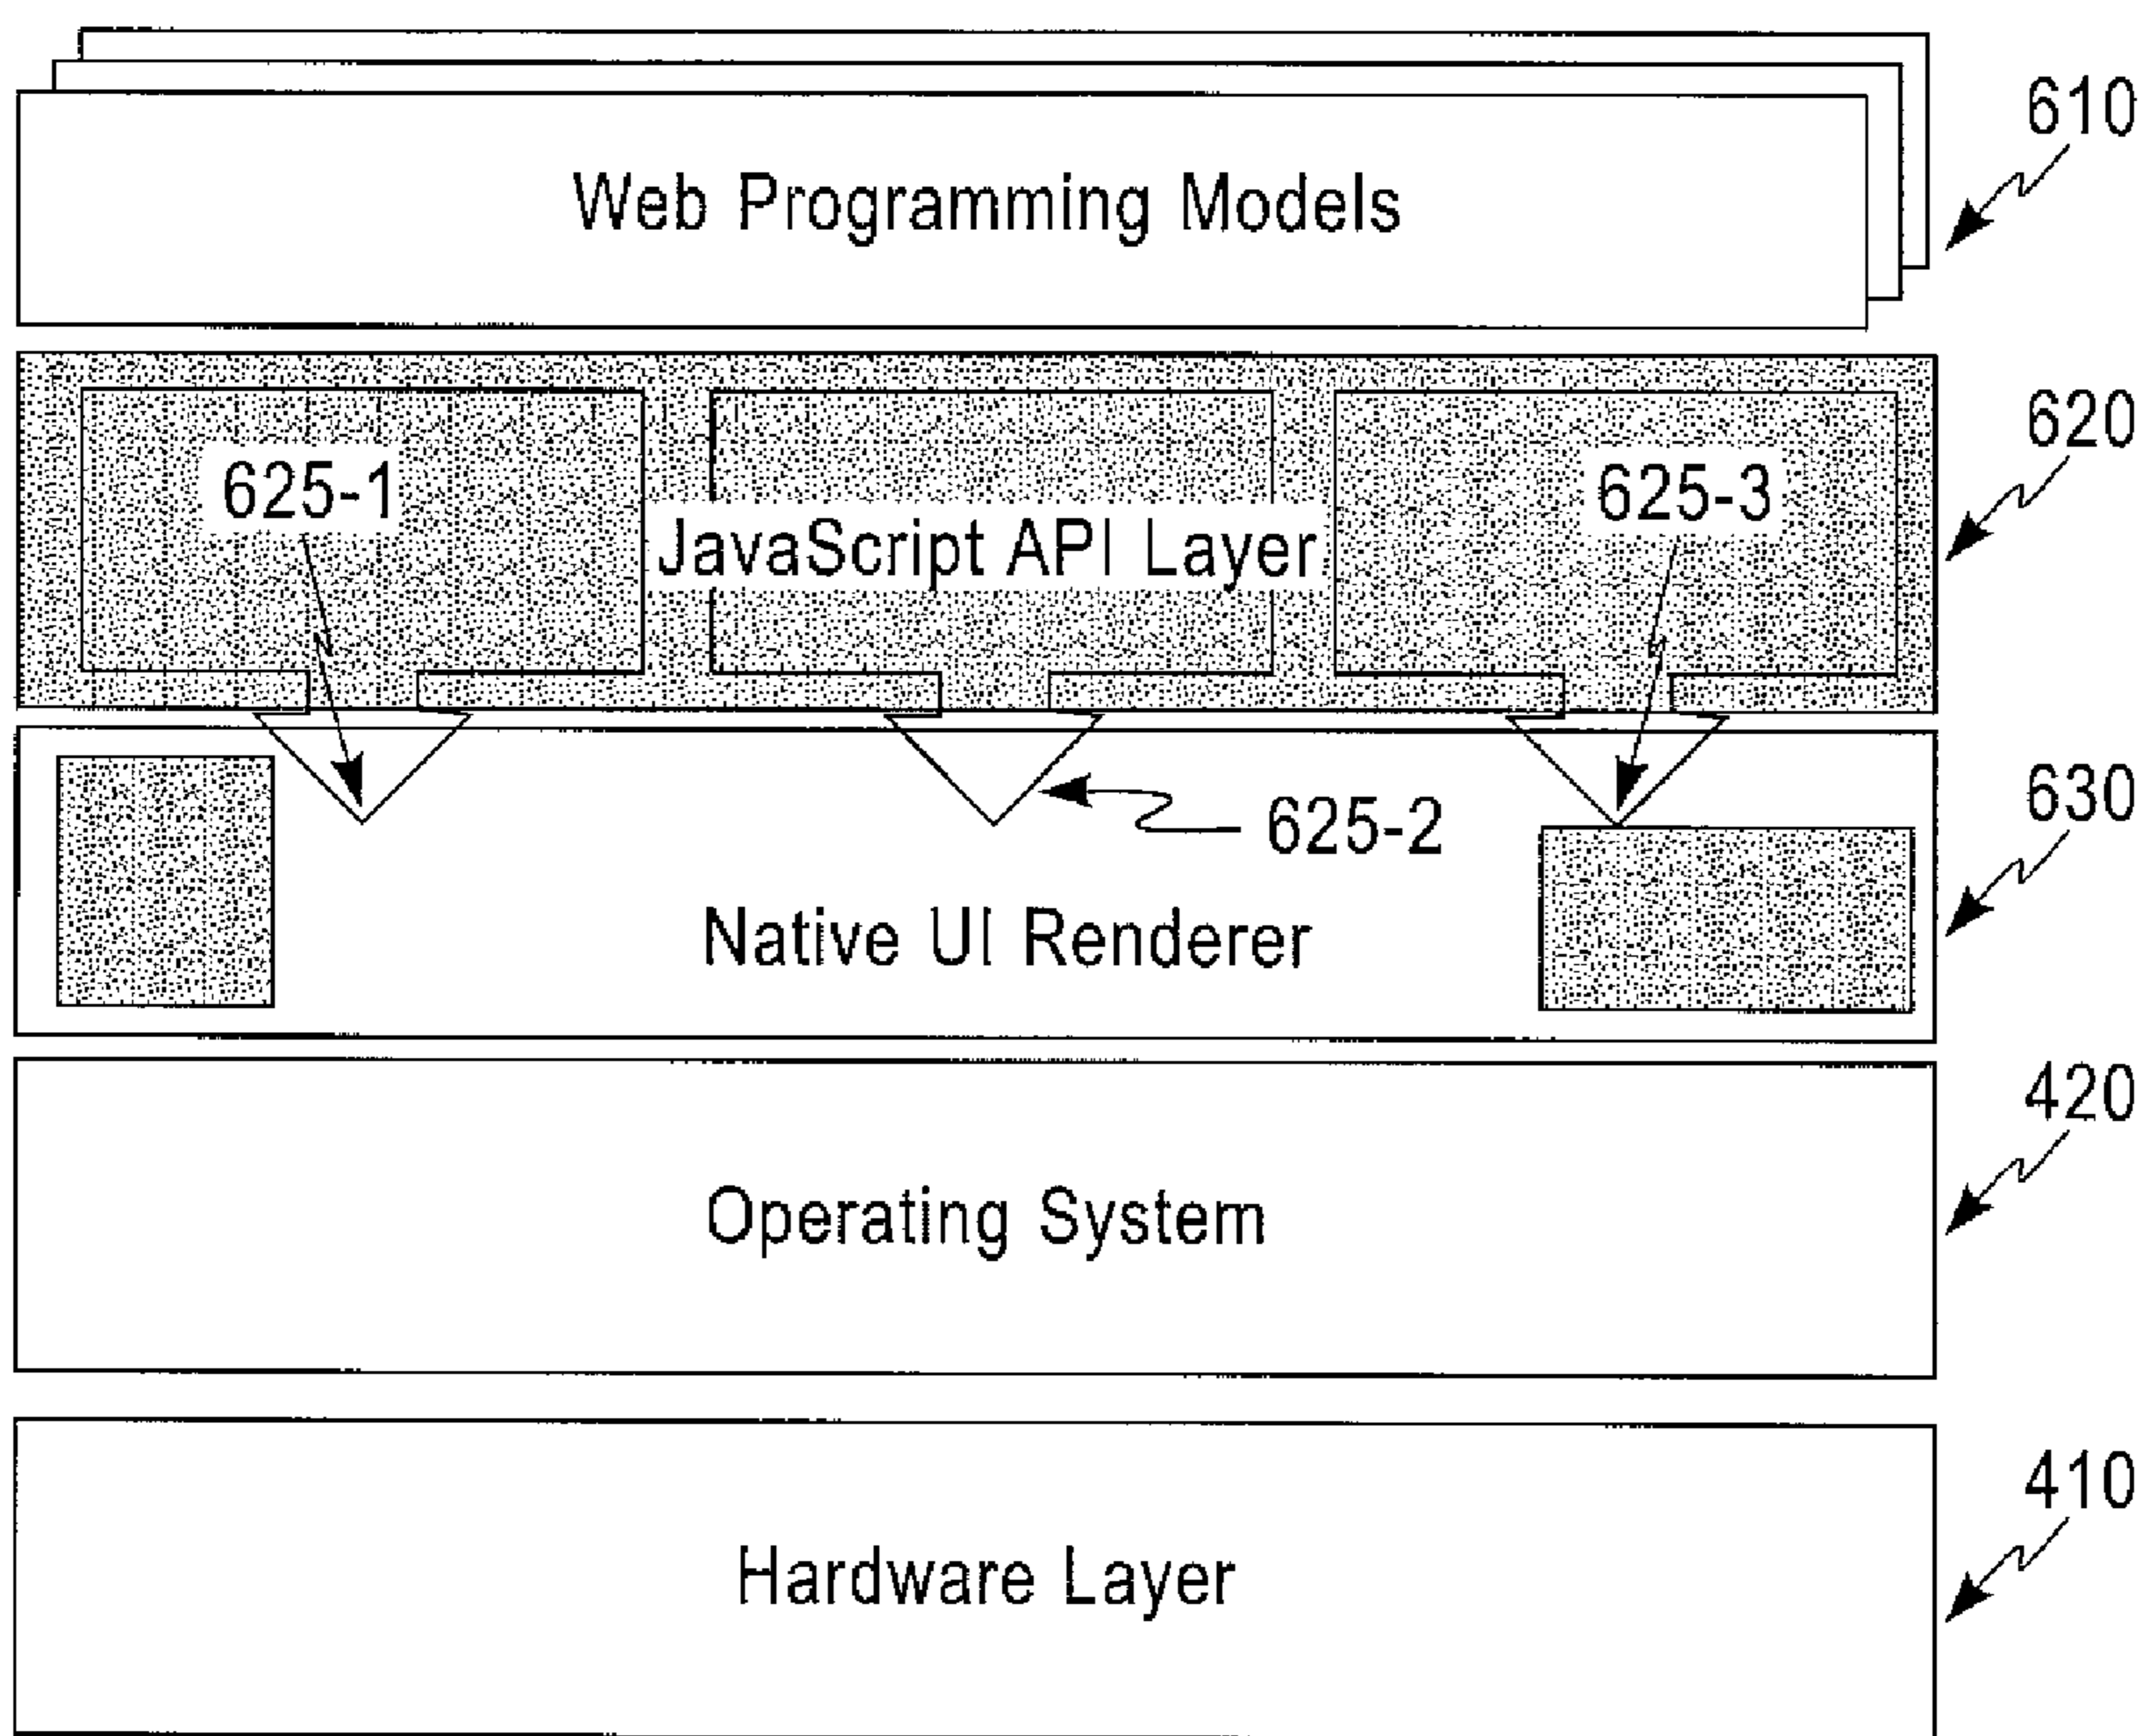 Web Programming Models
610
620
625-1
625-3
JavaScript API Layer
630
625-2
Native UI Renderer
420
Operating System
410
Hardware Layer